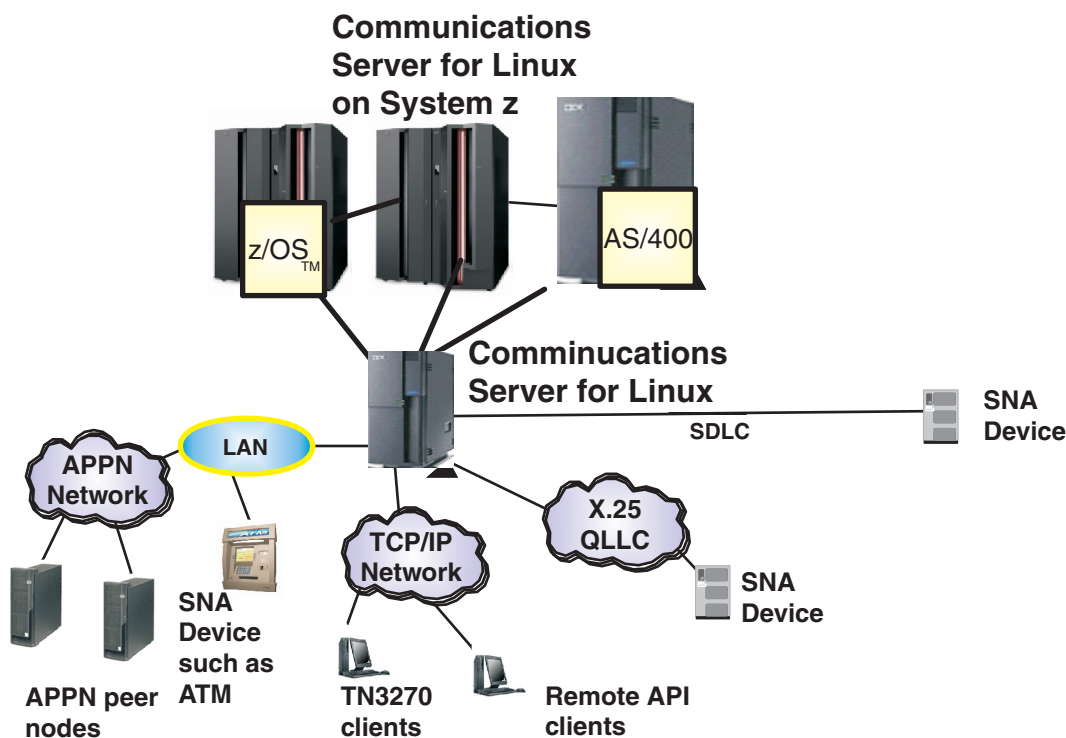 Communications
Server for Linux
on System z
z/OS
TM
AS/400
Comminucations
Server for Linux
SDLC
SNA
Device
LAN
APPN
Network
X.25
QLLC
TCP/IP
Network
ATM
SNA
Device
SNA
Device
such as
ATM
APPN peer
nodes
TN3270
clients
Remote API
clients